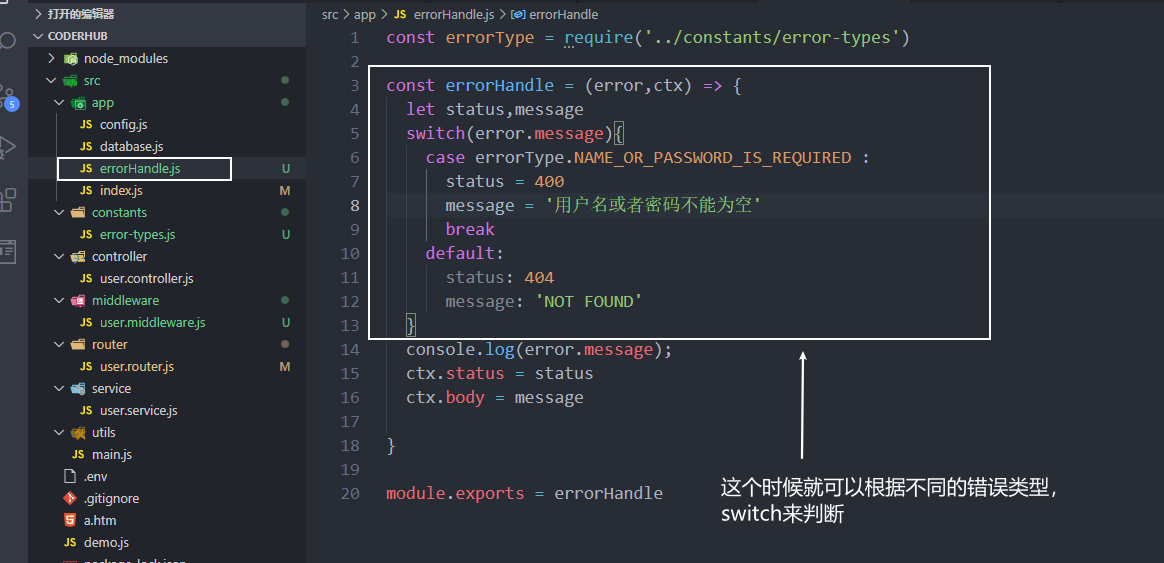 打开的编辑器
CODERHUB
node_modules
src
app
JS config.js
JS database.js
JS errorHandle.js U
JS index.js M
constants
JS error-types.js U
controller
JS user.controller.js
middleware
JS user.middleware.js U
router
JS user.router.js M
service
JS user.service.js
utils
JS main.js
.env
.gitignore
a.htm
JS demo.js
5
src > app > JS errorHandle.js > errorHandle
1 const errorType = require('../constants/error-types')
2
3 const errorHandle = (error,ctx) => {
4 let status,message
5 switch(error.message){
6 case errorType.NAME_OR_PASSWORD_IS_REQUIRED :
7 status = 400
8 message = '用户名或者密码不能为空'
9 break
10 default:
11 status: 404
12 message: 'NOT FOUND'
13 }
14 console.log(error.message);
15 ctx.status = status
16 ctx.body = message
17
18 }
19
20 module.exports = errorHandle
这个时候就可以根据不同的错误类型，
switch来判断